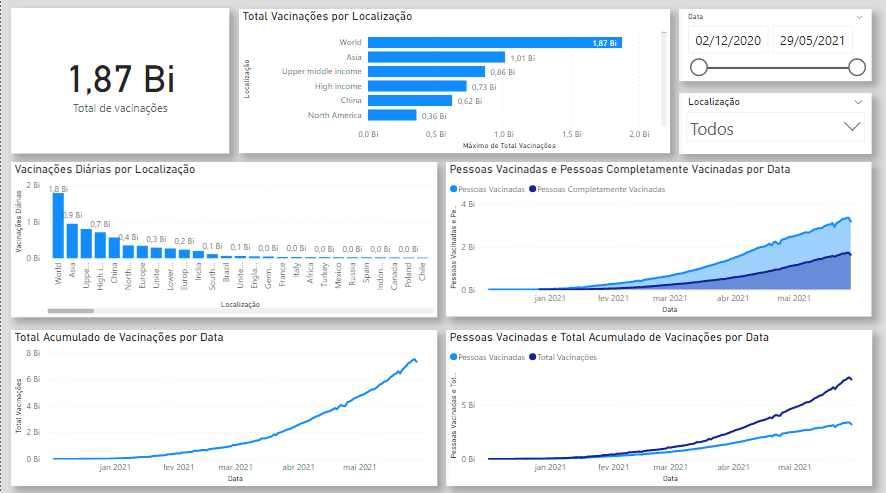 1,87 Bi
Total de vacinações
Total Vacinações por Localização
Localização
World
Asia
Upper middle income
High income
China
North America
1,87 Bi
1,01 Bi
0,86 Bi
0,73 Bi
0,62 Bi
0,36 Bi
0,0 Bi 0,5 Bi 1,0 Bi 1,5 Bi 2,0 Bi
Máximo de Total Vacinações
Data
02/12/2020 29/05/2021
Localização
Todos
Vacinações Diárias por Localização
Vacinações Diárias
2 Bi
1 Bi
0 Bi
1,8 Bi 0,9 Bi 0,7 Bi 0,4 Bi 0,3 Bi 0,2 Bi 0,1 Bi 0,0 Bi 0,0 Bi 0,0 Bi 0,0 Bi 0,0 Bi 0,0 Bi
World Asia Uppe... High i... China North... Europe Unite... Lower... Europ... India South... Brazil Unite... Engla... Germ... France Italy Africa Turkey Mexico Russia Spain Indon... Canada Poland Chile
Localização
Pessoas Vacinadas e Pessoas Completamente Vacinadas por Data
Pessoas Vacinadas Pessoas Completamente Vacinadas
Pessoas Vacinadas e Pe...
4 Bi
2 Bi
0 Bi
jan 2021 fev 2021 mar 2021 abr 2021 mai 2021
Data
Total Acumulado de Vacinações por Data
Total Vacinações
8 Bi
6 Bi
4 Bi
2 Bi
0 Bi
jan 2021 fev 2021 mar 2021 abr 2021 mai 2021
Data
Pessoas Vacinadas e Total Acumulado de Vacinações por Data
Pessoas Vacinadas Total Vacinações
Pessoas Vacinadas e Tot...
5 Bi
0 Bi
jan 2021 fev 2021 mar 2021 abr 2021 mai 2021
Data